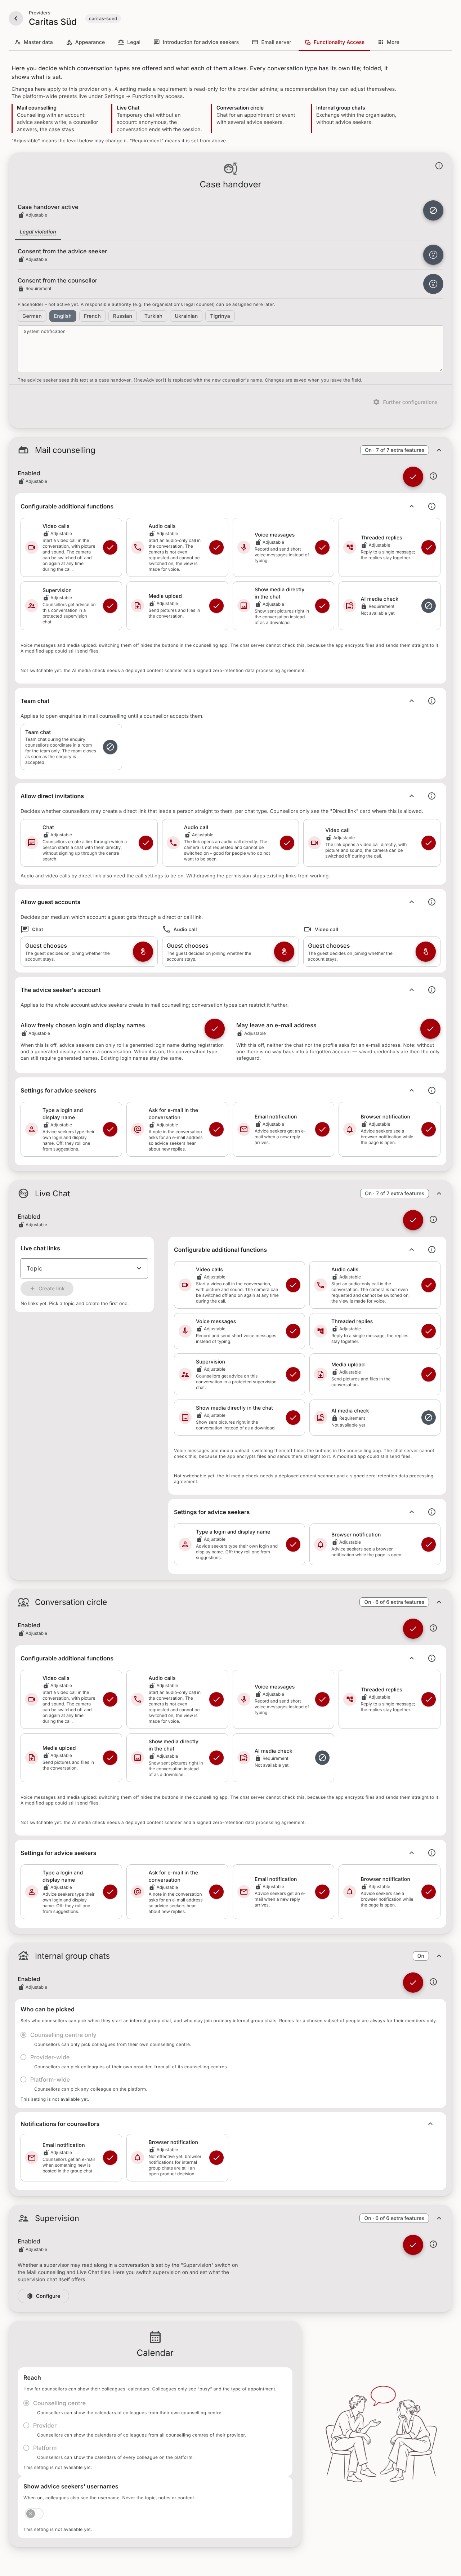 Providers
Caritas Süd
caritas-sued
Master data
Appearance
Legal
Introduction for advice seekers
Email server
Functionality Access
More
Here you decide which conversation types are offered and what each of them allows. Every conversation type has its own tile; folded, it
shows what is set.
Changes here apply to this provider only. A setting made a requirement is read-only for the provider admins; a recommendation they can adjust themselves.
The platform-wide presets live under Settings → Functionality access.
Mail counselling
Counselling with an account:
advice seekers write, a counsellor
answers, the case stays.
Live Chat
Temporary chat without an
account: anonymous, the
conversation ends with the session.
Conversation circle
Chat for an appointment or event
with several advice seekers.
Internal group chats
Exchange within the organisation,
without advice seekers.
"Adjustable" means the level below may change it. "Requirement" means it is set from above.
Case handover
Case handover active
Adjustable
Legal violation
Consent from the advice seeker
Adjustable
Consent from the counsellor
Requirement
Placeholder – not active yet. A responsible authority (e.g. the organisation's legal counsel) can be assigned here later.
German
English
French
Russian
Turkish
Ukrainian
Tigrinya
System notification
The advice seeker sees this text at a case handover. {{newAdvisor}} is replaced with the new counsellor's name. Changes are saved when you leave the field.
Further configurations
Mail counselling
On · 7 of 7 extra features
Enabled
Adjustable
Configurable additional functions
Video calls
Adjustable
Start a video call in the
conversation, with picture
and sound. The camera
can be switched off and
on again at any time
during the call.
Audio calls
Adjustable
Start an audio-only call in
the conversation. The
camera is not even
requested and cannot be
switched on; the view is
made for voice.
Voice messages
Adjustable
Record and send short
voice messages instead of
typing.
Threaded replies
Adjustable
Reply to a single message;
the replies stay together
Supervision
Adjustable
Counsellors get advice on
this conversation in a
protected supervision
chat.
Media upload
Adjustable
Send pictures and files in
the conversation.
Show media directly
in the chat
Adjustable
Show sent pictures right
in the conversation instead
of as a download.
AI media check
Requirement
Not available yet
Voice messages and media upload: switching them off hides the buttons in the counselling app. The chat server cannot check this, because the app encrypts files and sends them straight to it.
A modified app could still send files.
Not switchable yet: the AI media check needs a deployed content scanner and a signed zero-retention data processing agreement.
Team chat
Applies to open enquiries in mail counselling until a counsellor accepts them.
Team chat
Team chat during the enquiry:
counsellors coordinate in a room
for the team only. The room closes
as soon as the enquiry is
accepted.
Allow direct invitations
Decides whether counsellors may create a direct link that leads a person straight to them, per chat type. Counsellors only see the "Direct link" card where this is allowed.
Chat
Adjustable
Counsellors create a link through which a
person starts a chat with them directly,
without signing up through the centre
search.
Audio call
Adjustable
The link opens an audio call directly. The
camera is not requested and cannot be
switched on – good for people who do not
want to be seen.
Video call
Adjustable
The link opens a video call directly, with
picture and sound; the camera can be
switched off during the call.
Audio and video calls by direct link also need the call settings to be on. Withdrawing the permission stops existing links from working.
Allow guest accounts
Decides per medium which account a guest gets through a direct or call link.
Chat
Guest chooses
The guest decides on joining whether the
account stays.
Audio call
Guest chooses
The guest decides on joining whether the
account stays.
Video call
Guest chooses
The guest decides on joining whether the
account stays.
The advice seeker's account
Applies to the whole account advice seekers create in mail counselling; conversation types can restrict it further.
Allow freely chosen login and display names
Adjustable
When this is off, advice seekers can only roll a generated login name during registration
and a generated display name in a conversation. When it is on, the conversation type
can still require generated names. Existing login names stay the same.
May leave an e-mail address
Adjustable
With this off, neither the chat nor the profile asks for an e-mail address. Note: without
one there is no way back into a forgotten account — saved credentials are then the only
safeguard.
Settings for advice seekers
Type a login and
display name
Adjustable
Advice seekers type their
own login and display
name. Off: they roll one
from suggestions.
Ask for e-mail in the
conversation
Adjustable
A note in the conversation
asks for an e-mail address
so advice seekers hear
about new replies.
Email notification
Adjustable
Advice seekers get an e-
mail when a new reply
arrives.
Browser notification
Adjustable
Advice seekers see a
browser notification while
the page is open.
Live Chat
On · 7 of 7 extra features
Enabled
Adjustable
Live chat links
Topic
Create link
No links yet. Pick a topic and create the first one.
Configurable additional functions
Video calls
Adjustable
Start a video call in the conversation,
with picture and sound. The camera can
be switched off and on again at any time
during the call.
Audio calls
Adjustable
Start an audio-only call in the
conversation. The camera is not even
requested and cannot be switched on;
the view is made for voice.
Voice messages
Adjustable
Record and send short voice messages
instead of typing.
Threaded replies
Adjustable
Reply to a single message; the replies
stay together.
Supervision
Adjustable
Counsellors get advice on this
conversation in a protected supervision
chat.
Media upload
Adjustable
Send pictures and files in the
conversation.
Show media directly in the chat
Adjustable
Show sent pictures right in the
conversation instead of as a download.
AI media check
Requirement
Not available yet
Voice messages and media upload: switching them off hides the buttons in the counselling app. The chat server cannot
check this, because the app encrypts files and sends them straight to it. A modified app could still send files.
Not switchable yet: the AI media check needs a deployed content scanner and a signed zero-retention data processing
agreement.
Settings for advice seekers
Type a login and display name
Adjustable
Advice seekers type their own login and
display name. Off: they roll one from
suggestions.
Browser notification
Adjustable
Advice seekers see a browser
notification while the page is open.
Conversation circle
On · 6 of 6 extra features
Enabled
Adjustable
Configurable additional functions
Video calls
Adjustable
Start a video call in the
conversation, with picture
and sound. The camera
can be switched off and
on again at any time
during the call.
Audio calls
Adjustable
Start an audio-only call in
the conversation. The
camera is not even
requested and cannot be
switched on; the view is
made for voice.
Voice messages
Adjustable
Record and send short
voice messages instead of
typing.
Threaded replies
Adjustable
Reply to a single message;
the replies stay together
Media upload
Adjustable
Send pictures and files in
the conversation.
Show media directly
in the chat
Adjustable
Show sent pictures right in
the conversation instead
of as a download.
AI media check
Requirement
Not available yet
Voice messages and media upload: switching them off hides the buttons in the counselling app. The chat server cannot check this, because the app encrypts files and sends them straight to it.
A modified app could still send files.
Not switchable yet: the AI media check needs a deployed content scanner and a signed zero-retention data processing agreement.
Settings for advice seekers
Type a login and
display name
Adjustable
Advice seekers type their
own login and display
name. Off: they roll one
from suggestions.
Ask for e-mail in the
conversation
Adjustable
A note in the conversation
asks for an e-mail address
so advice seekers hear
about new replies.
Email notification
Adjustable
Advice seekers get an e-
mail when a new reply
arrives.
Browser notification
Adjustable
Advice seekers see a
browser notification while
the page is open.
Internal group chats
On
Enabled
Adjustable
Who can be picked
Sets who counsellors can pick when they start an internal group chat, and who may join ordinary internal group chats. Rooms for a chosen subset of people are always for their members only.
Counselling centre only
Counsellors can only pick colleagues from their own counselling centre.
Provider-wide
Counsellors can pick colleagues of their own provider, from all of its counselling centres.
Platform-wide
Counsellors can pick any colleague on the platform.
This setting is not available yet.
Notifications for counsellors
Email notification
Adjustable
Counsellors get an e-mail
when something new is
posted in the group chat.
Browser notification
Adjustable
Not effective yet: browser
notifications for internal
group chats are still an
open product decision.
Supervision
On · 6 of 6 extra features
Enabled
Adjustable
Whether a supervisor may read along in a conversation is set by the "Supervision" switch on
the Mail counselling and Live Chat tiles. Here you switch supervision on and set what the
supervision chat itself offers.
Configure
Calendar
Reach
How far counsellors can show their colleagues' calendars. Colleagues only see "busy" and the type of appointment.
Counselling centre
Counsellors can show the calendars of colleagues from their own counselling centre.
Provider
Counsellors can show the calendars of colleagues from all counselling centres of their provider.
Platform
Counsellors can show the calendars of every colleague on the platform.
This setting is not available yet.
Show advice seekers' usernames
When on, colleagues also see the username. Never the topic, notes or content.
This setting is not available yet.